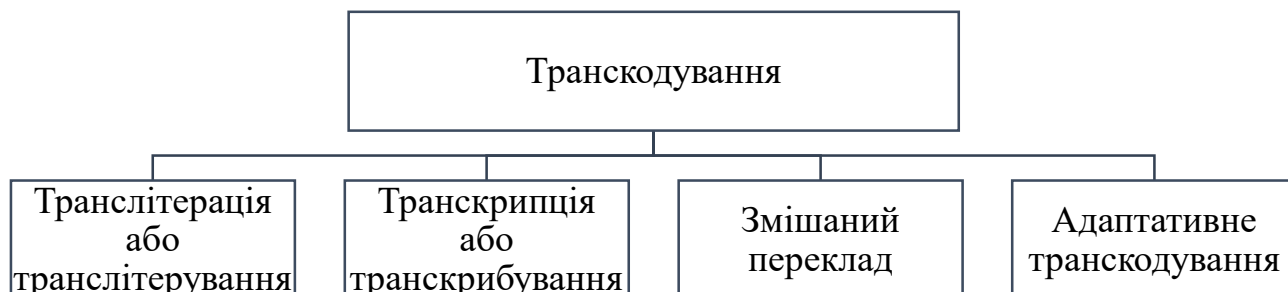 Транскодування
Транслітерація
або
транслітерування
Транскрипція
або
транскрибування
Змішаний
переклад
Адаптативне
транскодування